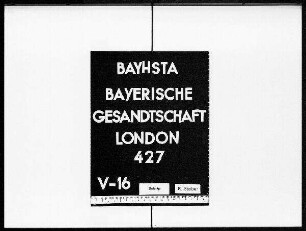 BAYHSTA
BAYERISCHE
GESANDTSCHAFT
LONDON
427
V-16